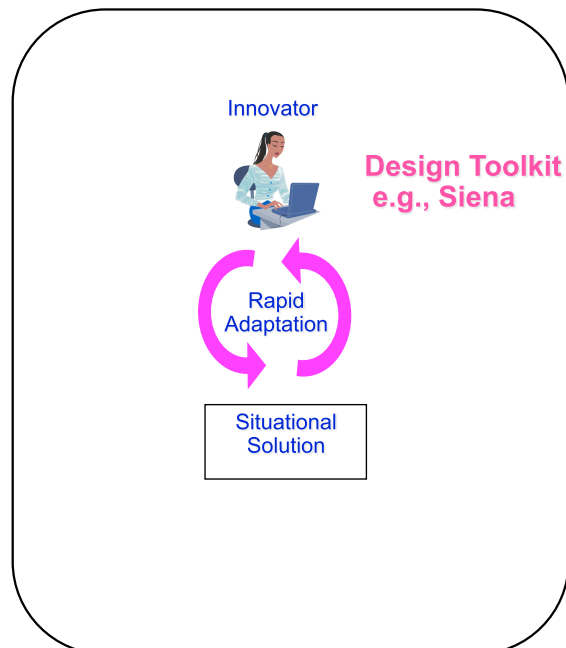 Innovator
Design Toolkit
e.g., Siena
Rapid
Adaptation
Situational
Solution